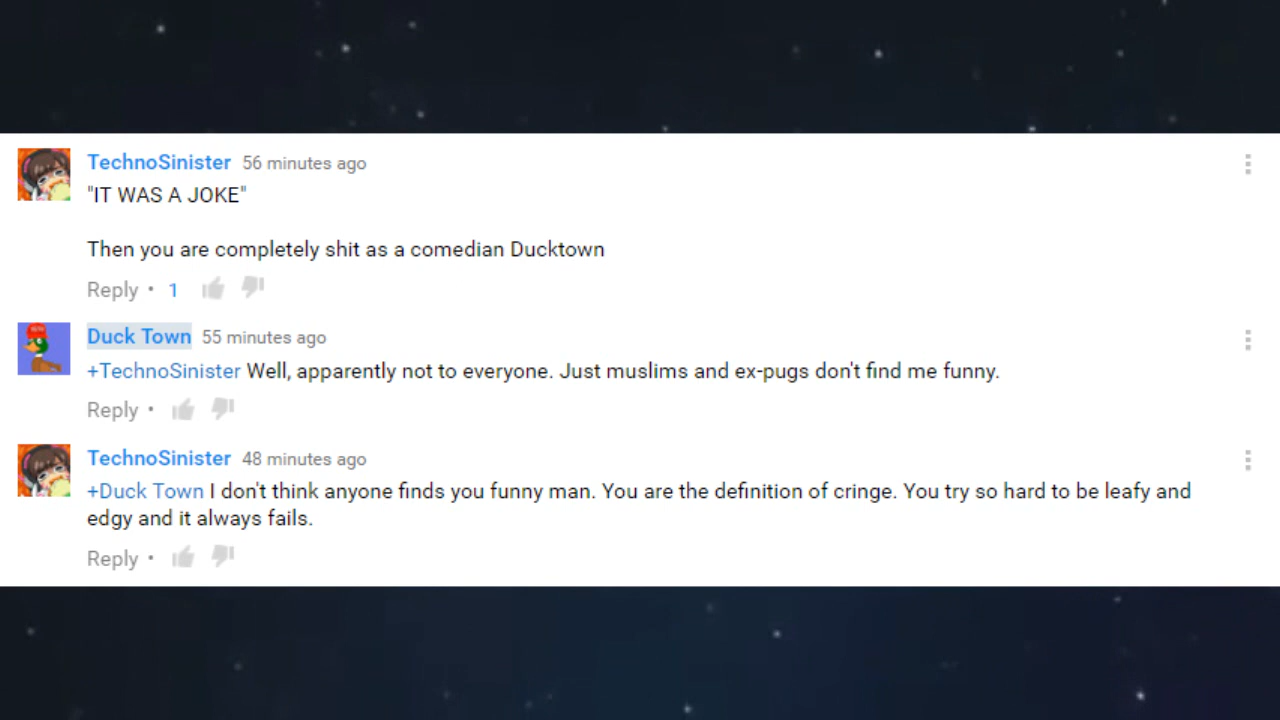 TechnoSinister 56 minutes ago
"IT WAS A JOKE"
Then you are completely shit as a comedian Ducktown
Reply • 1
Duck Town 55 minutes ago
+TechnoSinister Well, apparently not to everyone. Just muslims and ex-pugs don't find me funny.
Reply •
TechnoSinister 48 minutes ago
+Duck Town I don't think anyone finds you funny man. You are the definition of cringe. You try so hard to be leafy and
edgy and it always fails.
Reply •